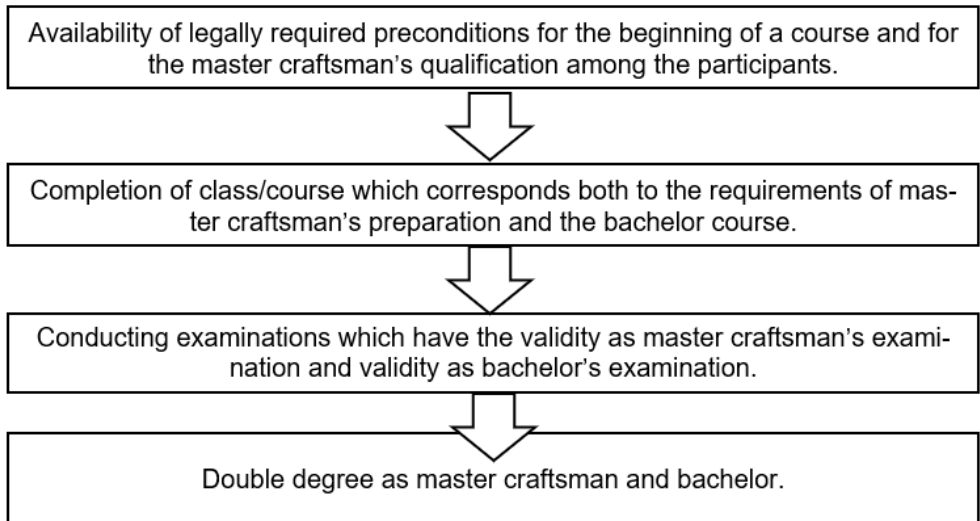 Availability of legally required preconditions for the beginning of a course and for
the master craftsman’s qualification among the participants.
Completion of class/course which corresponds both to the requirements of mas-
ter craftsman’s preparation and the bachelor course.
Conducting examinations which have the validity as master craftsman’s exami-
nation and validity as bachelor’s examination.
Double degree as master craftsman and bachelor.